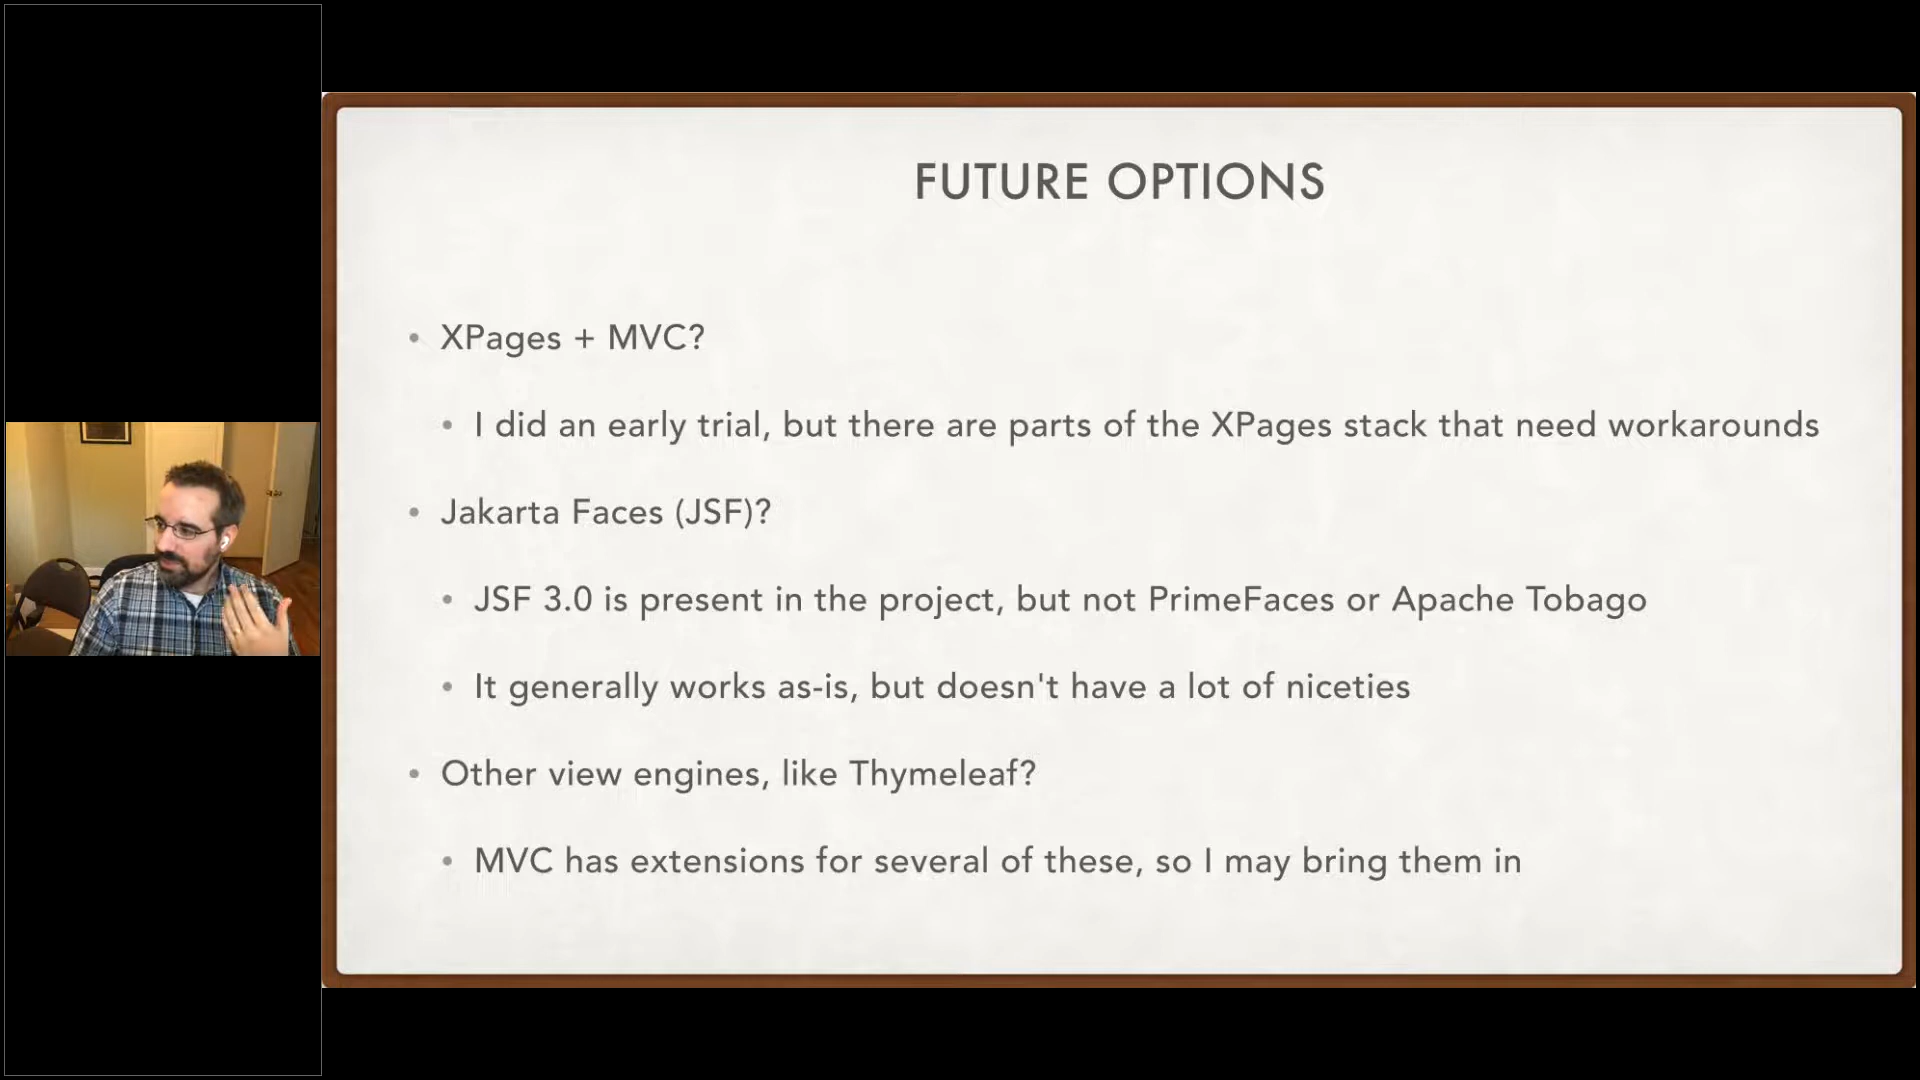 FUTURE OPTIONS
• XPages + MVC?
• I did an early trial, but there are parts of the XPages stack that need workarounds
• Jakarta Faces (JSF)?
• JSF 3.0 is present in the project, but not PrimeFaces or Apache Tobago
• It generally works as-is, but doesn't have a lot of niceties
• Other view engines, like Thymeleaf?
• MVC has extensions for several of these, so I may bring them in